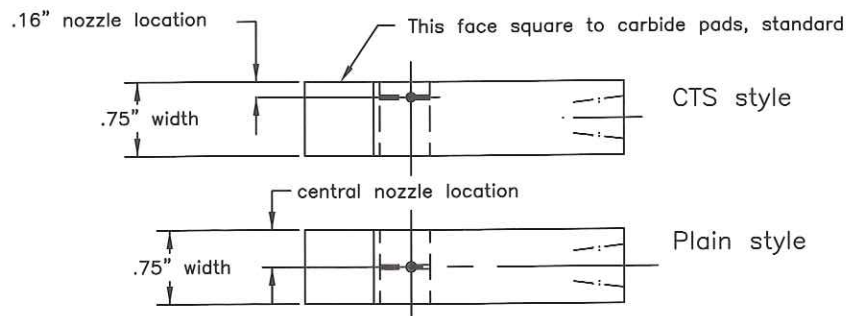 .16” nozzle location
This face square to carbide pads, standard
CTS style
.75” width
central nozzle location
Plain style
.75” width